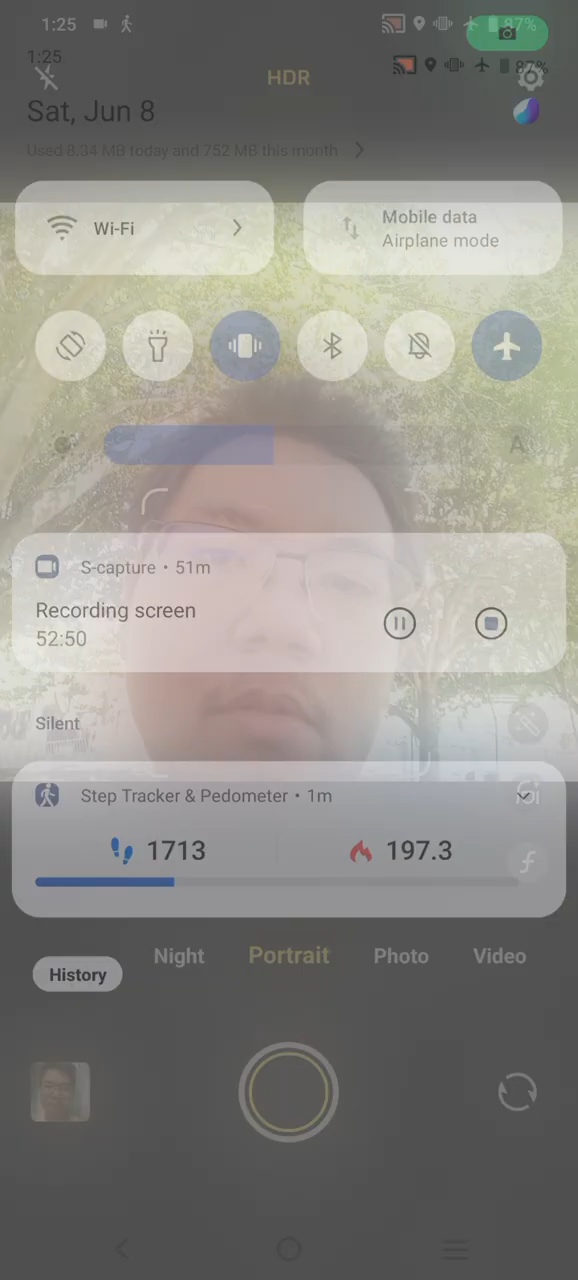 1:25
87%
1:25
87%
HDR
Sat, Jun 8
Used 8.34 MB today and 752 MB this month
Wi-Fi
Mobile data
Airplane mode
A
S-capture • 51m
Recording screen
52:50
Silent
Step Tracker & Pedometer • 1m
1713
197.3
f
Night
Portrait
Photo
Video
History